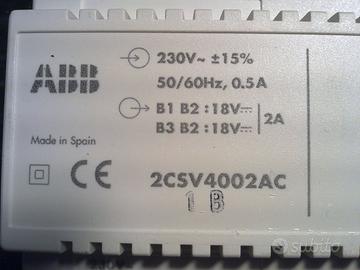 ABB
230V~ ±15%
50/60Hz, 0.5A
B1 B2 : 18V⎓
B3 B2 : 18V⎓
2A
Made in Spain
CE
2CSV4002AC
1 B
subito